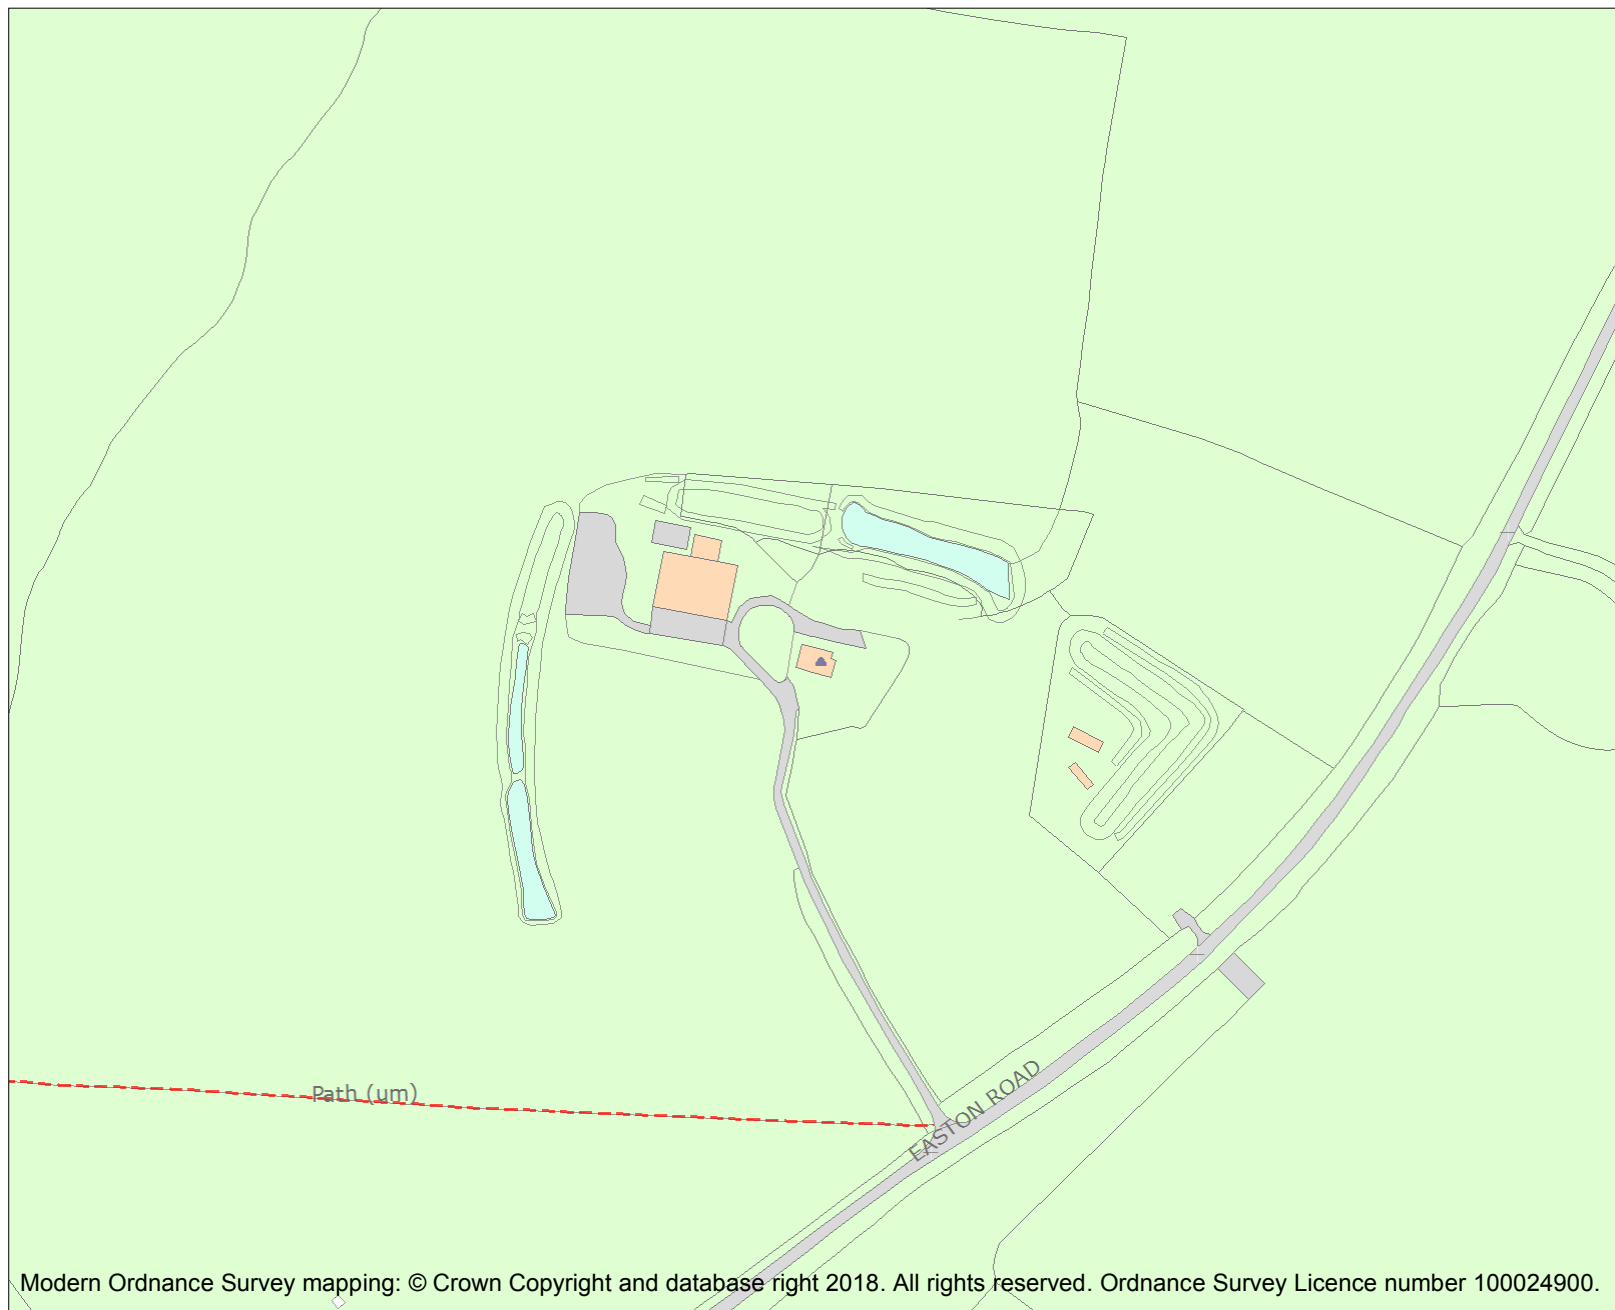 Path (um)
EASTON ROAD
Modern Ordnance Survey mapping: © Crown Copyright and database right 2018. All rights reserved. Ordnance Survey Licence number 100024900.